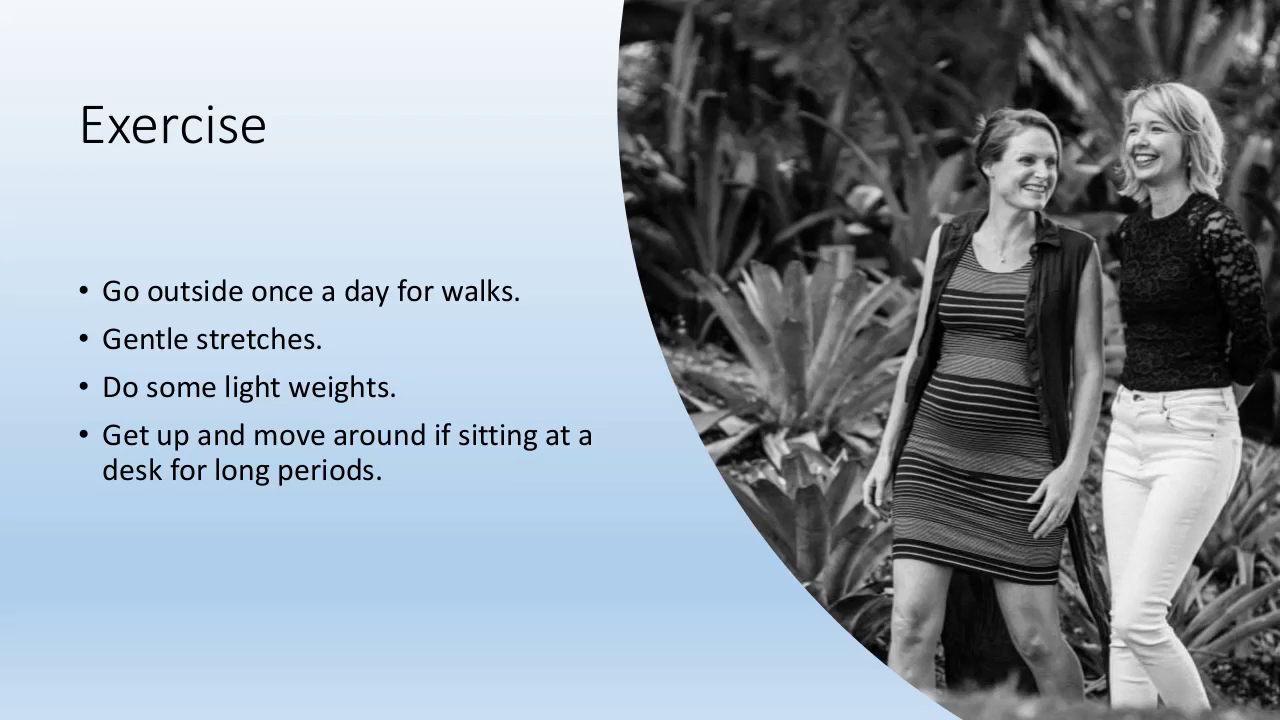 Exercise
• Go outside once a day for walks.
• Gentle stretches.
• Do some light weights.
• Get up and move around if sitting at a
desk for long periods.